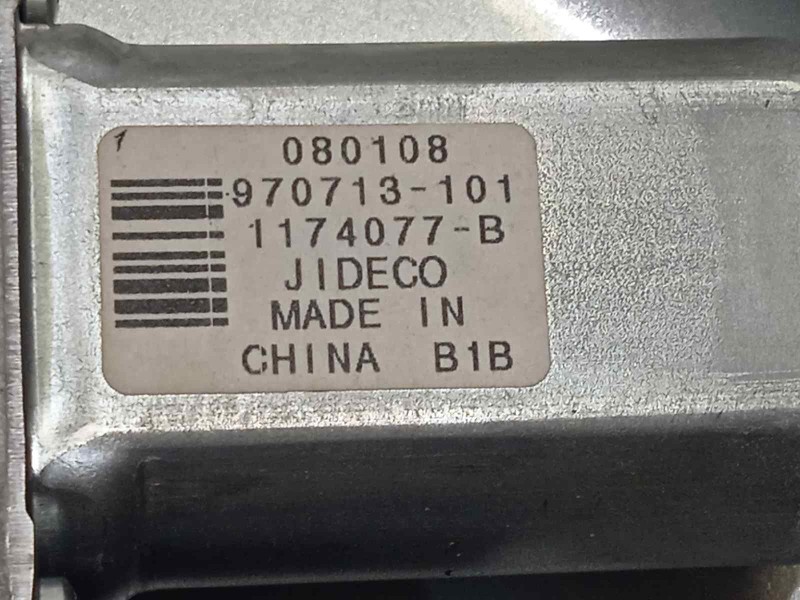 1
080108
970713-101
1174077-B
JIDECO
MADE IN
CHINA B1B